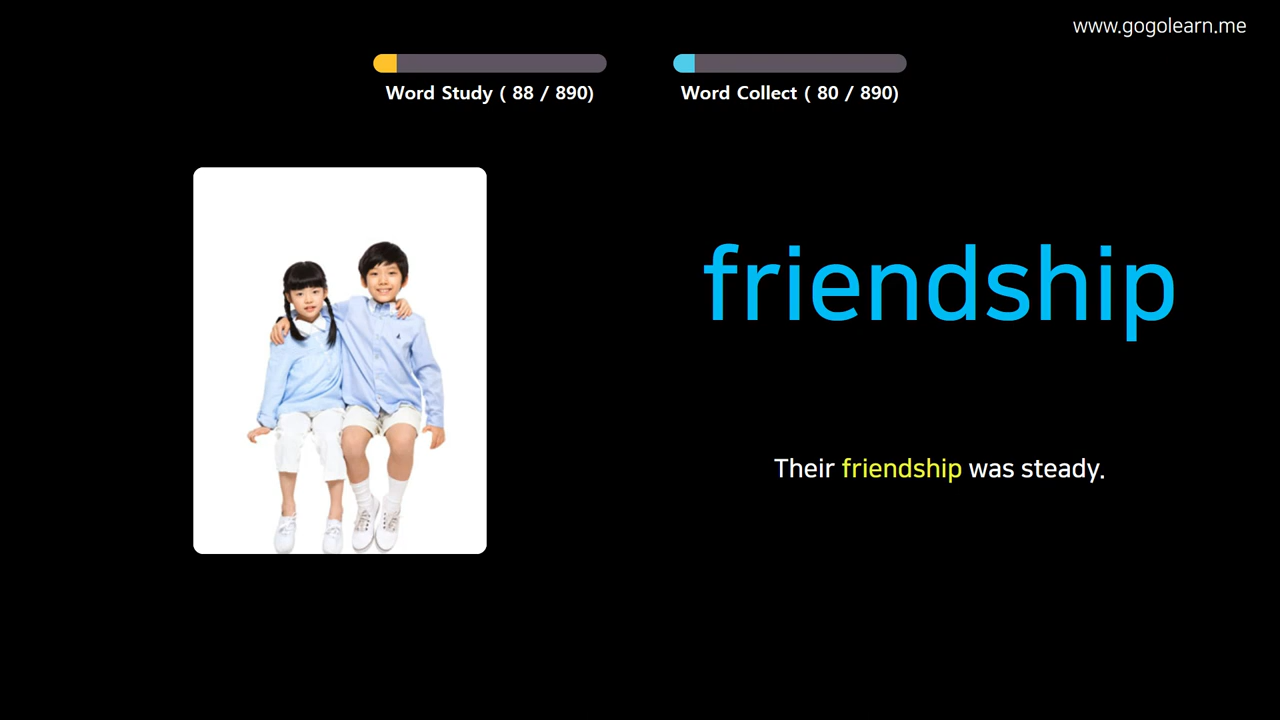 www.gogolearn.me
Word Study ( 88 / 890)
Word Collect ( 80 / 890)
friendship
Their friendship was steady.